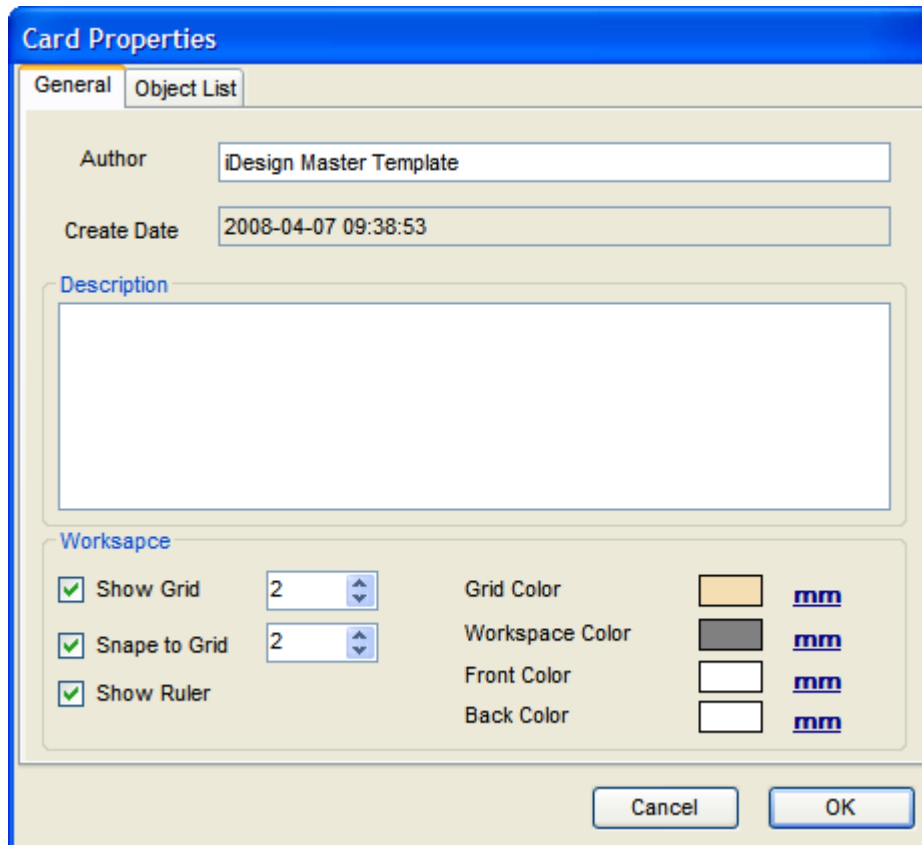 Card Properties
General Object List
Author iDesign Master Template
Create Date 2008-04-07 09:38:53
Description
Worksapce
Show Grid 2 Grid Color mm
Snape to Grid 2 Workspace Color mm
Show Ruler Front Color mm
Back Color mm
Cancel OK